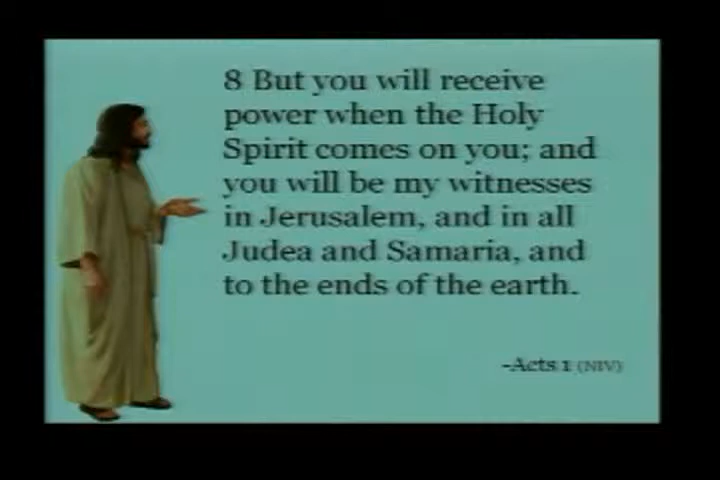 8 But you will receive
power when the Holy
Spirit comes on you; and
you will be my witnesses
in Jerusalem, and in all
Judea and Samaria, and
to the ends of the earth.
-Acts 1 (NIV)